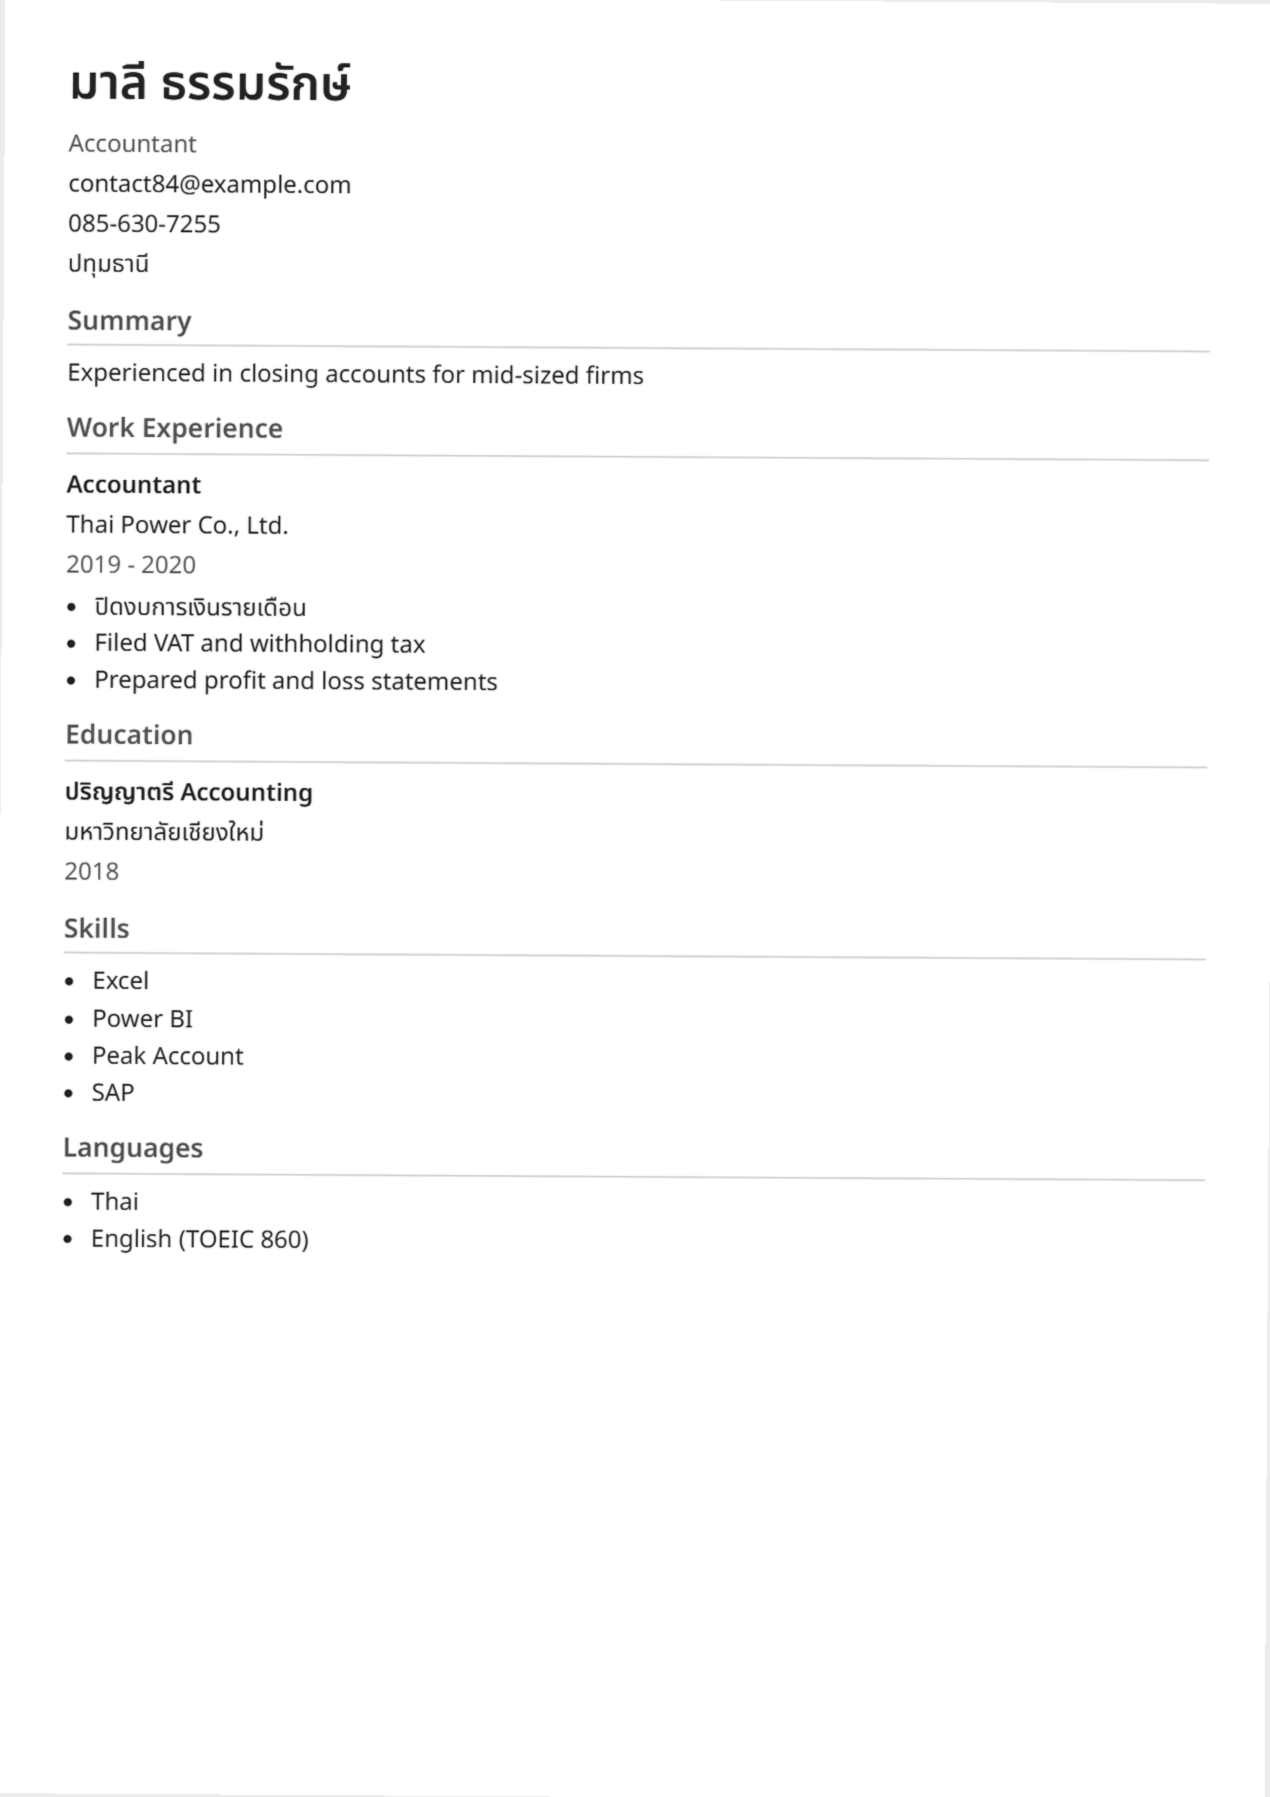 มาลี ธรรมรักษ์
Accountant
contact84@example.com
085-630-7255
ปทุมธานี
Summary
Experienced in closing accounts for mid-sized firms
Work Experience
Accountant
Thai Power Co., Ltd.
2019 - 2020
• ปิดงบการเงินรายเดือน
• Filed VAT and withholding tax
• Prepared profit and loss statements
Education
ปริญญาตรี Accounting
มหาวิทยาลัยเชียงใหม่
2018
Skills
• Excel
• Power BI
• Peak Account
• SAP
Languages
• Thai
• English (TOEIC 860)